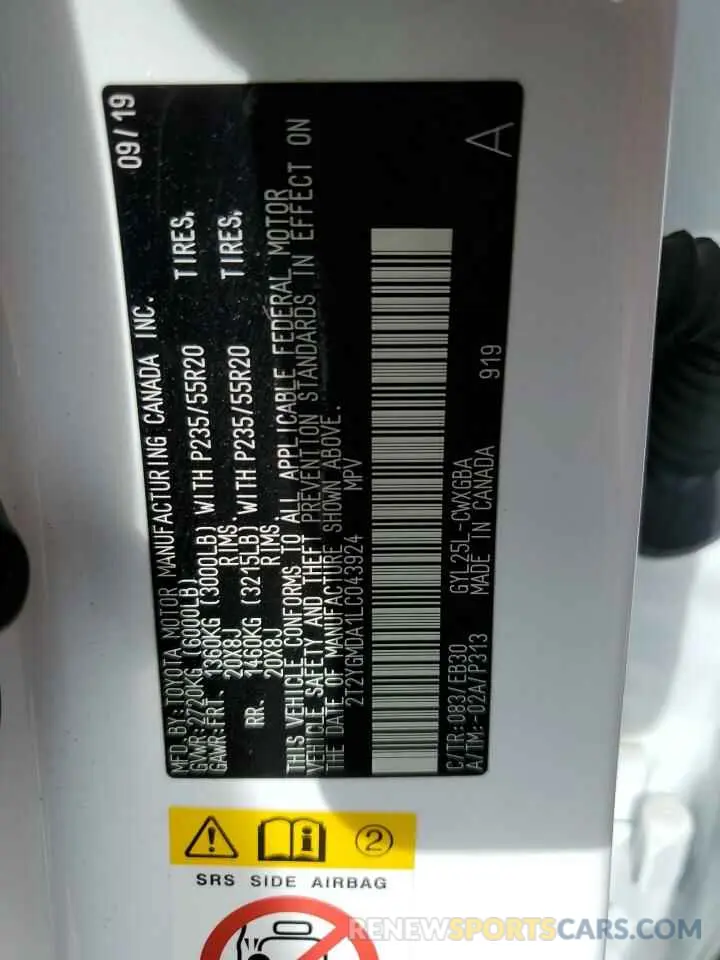 MFD.BY:TOYOTA MOTOR MANUFACTURING CANADA INC. 09/19
GVWR:2720KG (6000LB)
GAWR:FRT. 1360KG (3000LB) WITH P235/55R20 TIRES,
20X8J RIMS.
RR. 1460KG (3215LB) WITH P235/55R20 TIRES,
20X8J RIMS.
THIS VEHICLE CONFORMS TO ALL APPLICABLE FEDERAL MOTOR
VEHICLE SAFETY AND THEFT PREVENTION STANDARDS IN EFFECT ON
THE DATE OF MANUFACTURE SHOWN ABOVE.
2T2YGMDA1LC043924 MPV
C/TR:083/EB30 GYL25L-CWXGBA 919 A
A/TM:-02A/P313 MADE IN CANADA
2
SRS SIDE AIRBAG
RENEWSPORTSCARS.COM